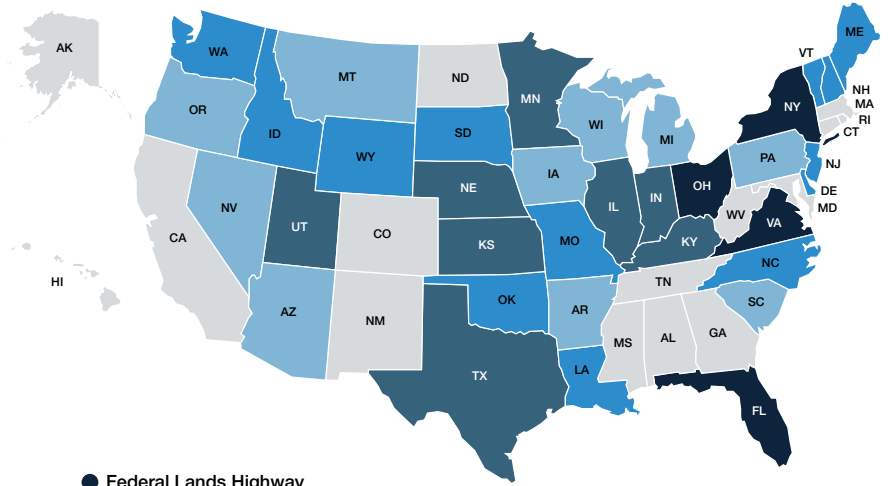 AK
WA
MT
ND
MN
VT
ME
OR
ID
SD
WI
MI
NY
NH
MA
RI
CT
WY
IA
PA
NJ
NE
NV
UT
IL
IN
OH
DE
MD
WV
VA
CA
CO
KS
MO
KY
NC
HI
AZ
NM
OK
AR
TN
SC
MS
AL
GA
TX
LA
FL
Federal Lands Highway